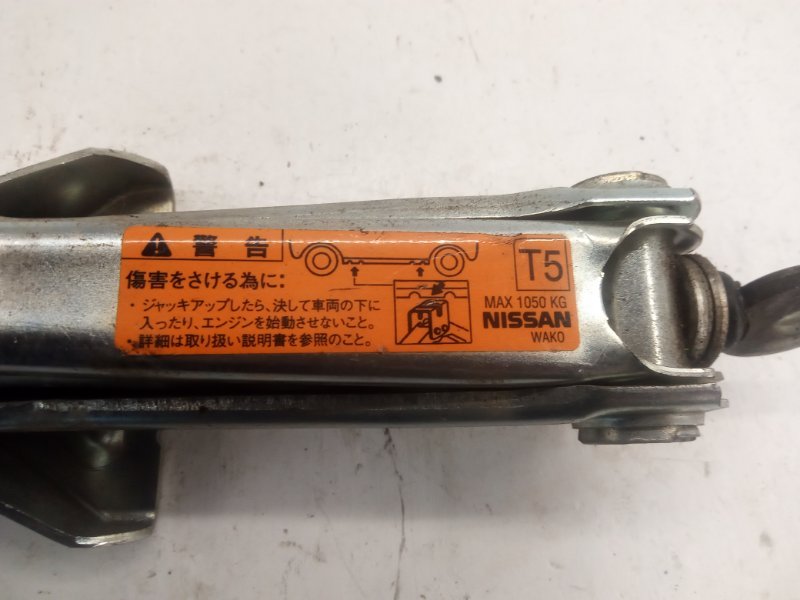 警告
傷害をさける為に:
・ジャッキアップしたら、決して車両の下に
入ったり、エンジンを始動させないこと。
・詳細は取り扱い説明書を参照のこと。
T5
MAX 1050 KG
NISSAN
WAKO